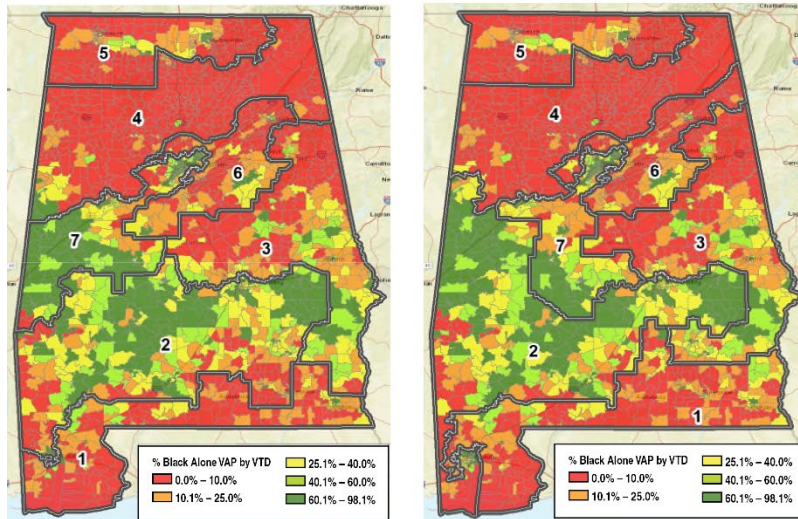 Chattanooga
5
4
6
7
3
2
1
% Black Alone VAP by VTD
0.0% – 10.0%
10.1% – 25.0%
25.1% – 40.0%
40.1% – 60.0%
60.1% – 98.1%
Chattanooga
Rome
5
4
6
7
3
2
1
% Black Alone VAP by VTD
0.0% – 10.0%
10.1% – 25.0%
25.1% – 40.0%
40.1% – 60.0%
60.1% – 98.1%